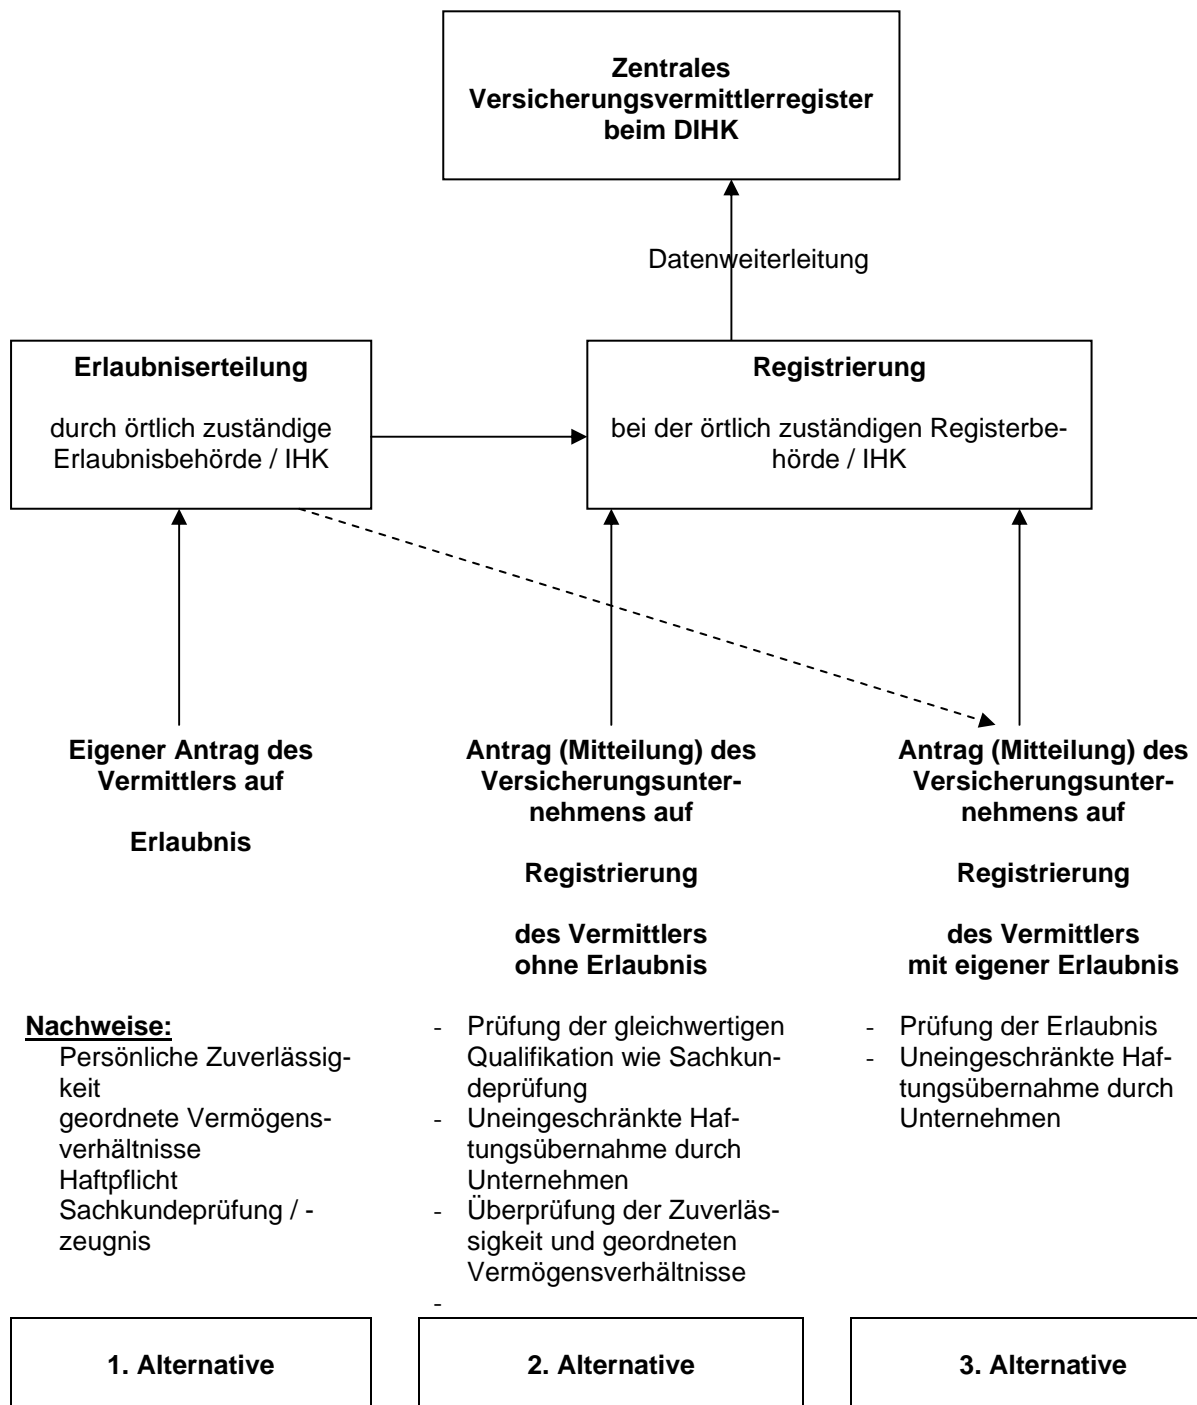 Zentrales
Versicherungsvermittlerregister
beim DIHK
Datenweiterleitung
Erlaubniserteilung
durch örtlich zuständige
Erlaubnisbehörde / IHK
Registrierung
bei der örtlich zuständigen Registerbe-
hörde / IHK
Eigener Antrag des
Vermittlers auf
Erlaubnis
Nachweise:
Persönliche Zuverlässig-
keit
geordnete Vermögens-
verhältnisse
Haftpflicht
Sachkundeprüfung / -
zeugnis
Antrag (Mitteilung) des
Versicherungsunter-
nehmens auf
Registrierung
des Vermittlers
ohne Erlaubnis
- Prüfung der gleichwertigen
Qualifikation wie Sachkun-
deprüfung
- Uneingeschränkte Haf-
tungsübernahme durch
Unternehmen
- Überprüfung der Zuverläs-
sigkeit und geordneten
Vermögensverhältnisse
-
Antrag (Mitteilung) des
Versicherungsunter-
nehmens auf
Registrierung
des Vermittlers
mit eigener Erlaubnis
- Prüfung der Erlaubnis
- Uneingeschränkte Haf-
tungsübernahme durch
Unternehmen
1. Alternative
2. Alternative
3. Alternative